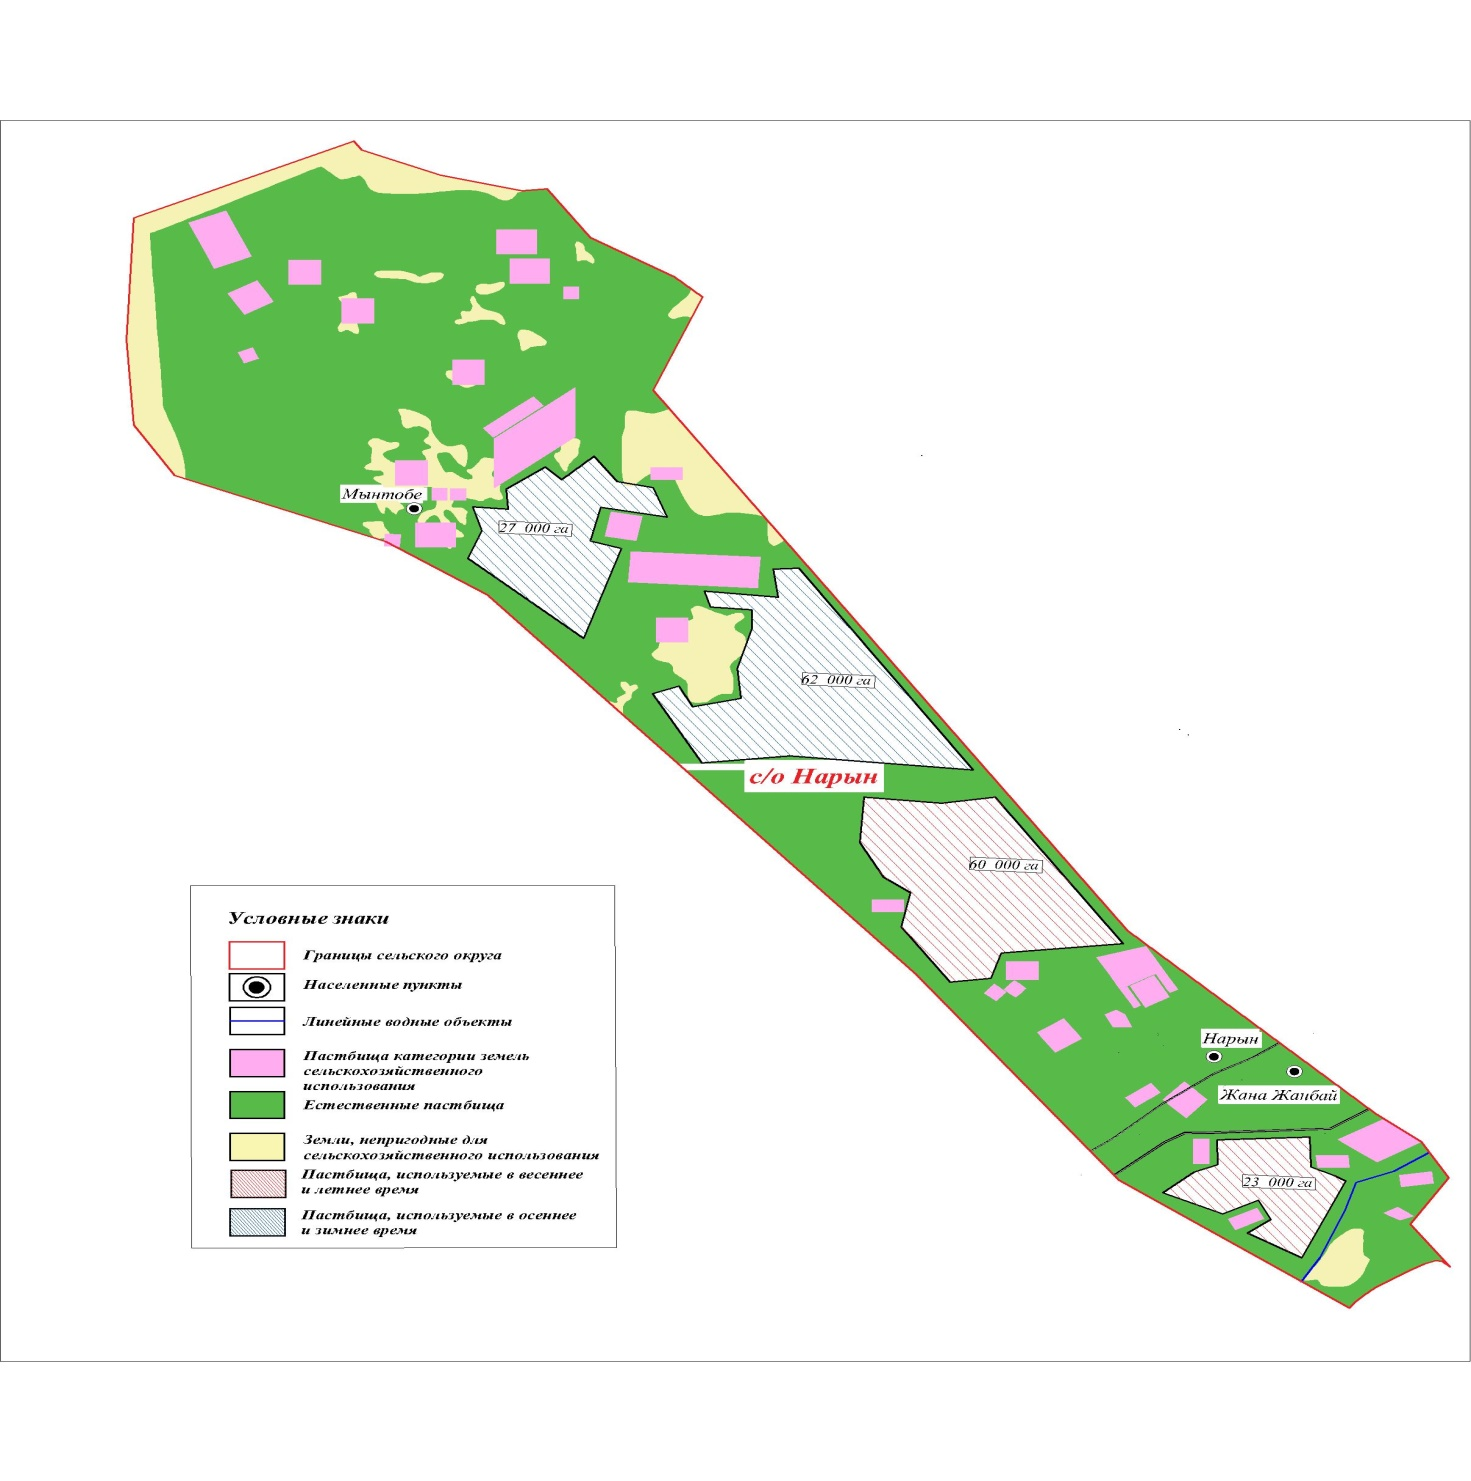 Мынтобе
27 000 га
62 000 га
с/о Нарын
60 000 га
Нарын
Жана Жанбай
23 000 га
Условные знаки
Границы сельского округа
Населенные пункты
Линейные водные объекты
Пастбища категории земель
сельскохозяйственного
использования
Естественные пастбища
Земли, непригодные для
сельскохозяйственного использования
Пастбища, используемые в весеннее
и летнее время
Пастбища, используемые в осеннее
и зимнее время